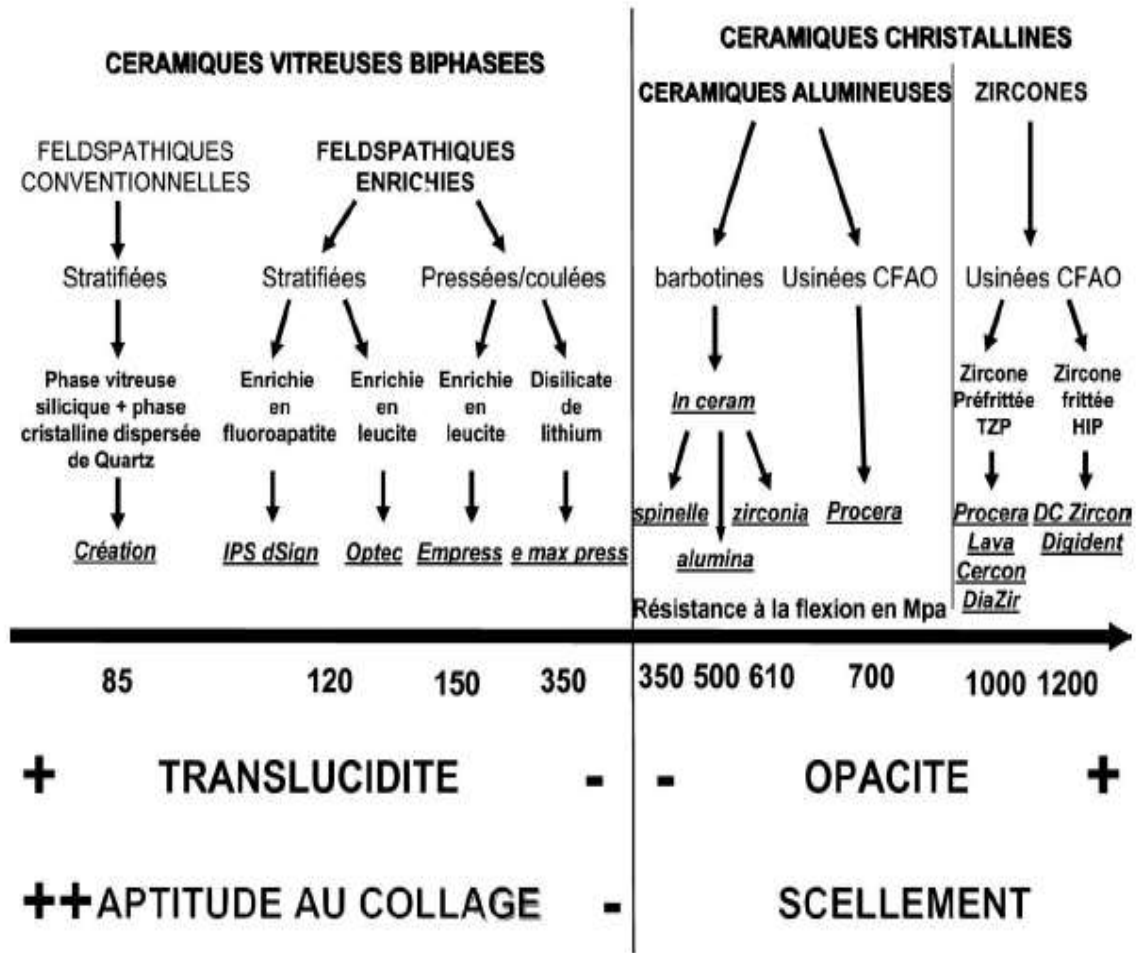 CERAMIQUES VITREUSES BIPHASEES
CERAMIQUES CHRISTALLINES
CERAMIQUES ALUMINEUSES
ZIRCONES
FELDSPATHIQUES
CONVENTIONNELLES
FELDSPATHIQUES
ENRICHIES
Stratifiées
Stratifiées
Pressées/coulées
barbotines
Usinées CFAO
Usinées CFAO
Phase vitreuse
silicique + phase
cristalline dispersée
de Quartz
Enrichie
en
fluoroapatite
Enrichie
en
leucite
Enrichie
en
leucite
Disilicate
de
lithium
In ceram
Zircone
Préfrittée
TZP
Zircone
frittée
HIP
Création
IPS dSign
Optec
Empress
e max press
spinelle
zirconia
alumina
Procera
Procera
Lava
Cercon
DiaZir
DC Zircon
Digident
Résistance à la flexion en Mpa
85 120 150 350 350 500 610 700 1000 1200
+ TRANSLUCIDITE -
- OPACITE +
++ APTITUDE AU COLLAGE -
SCELLEMENT